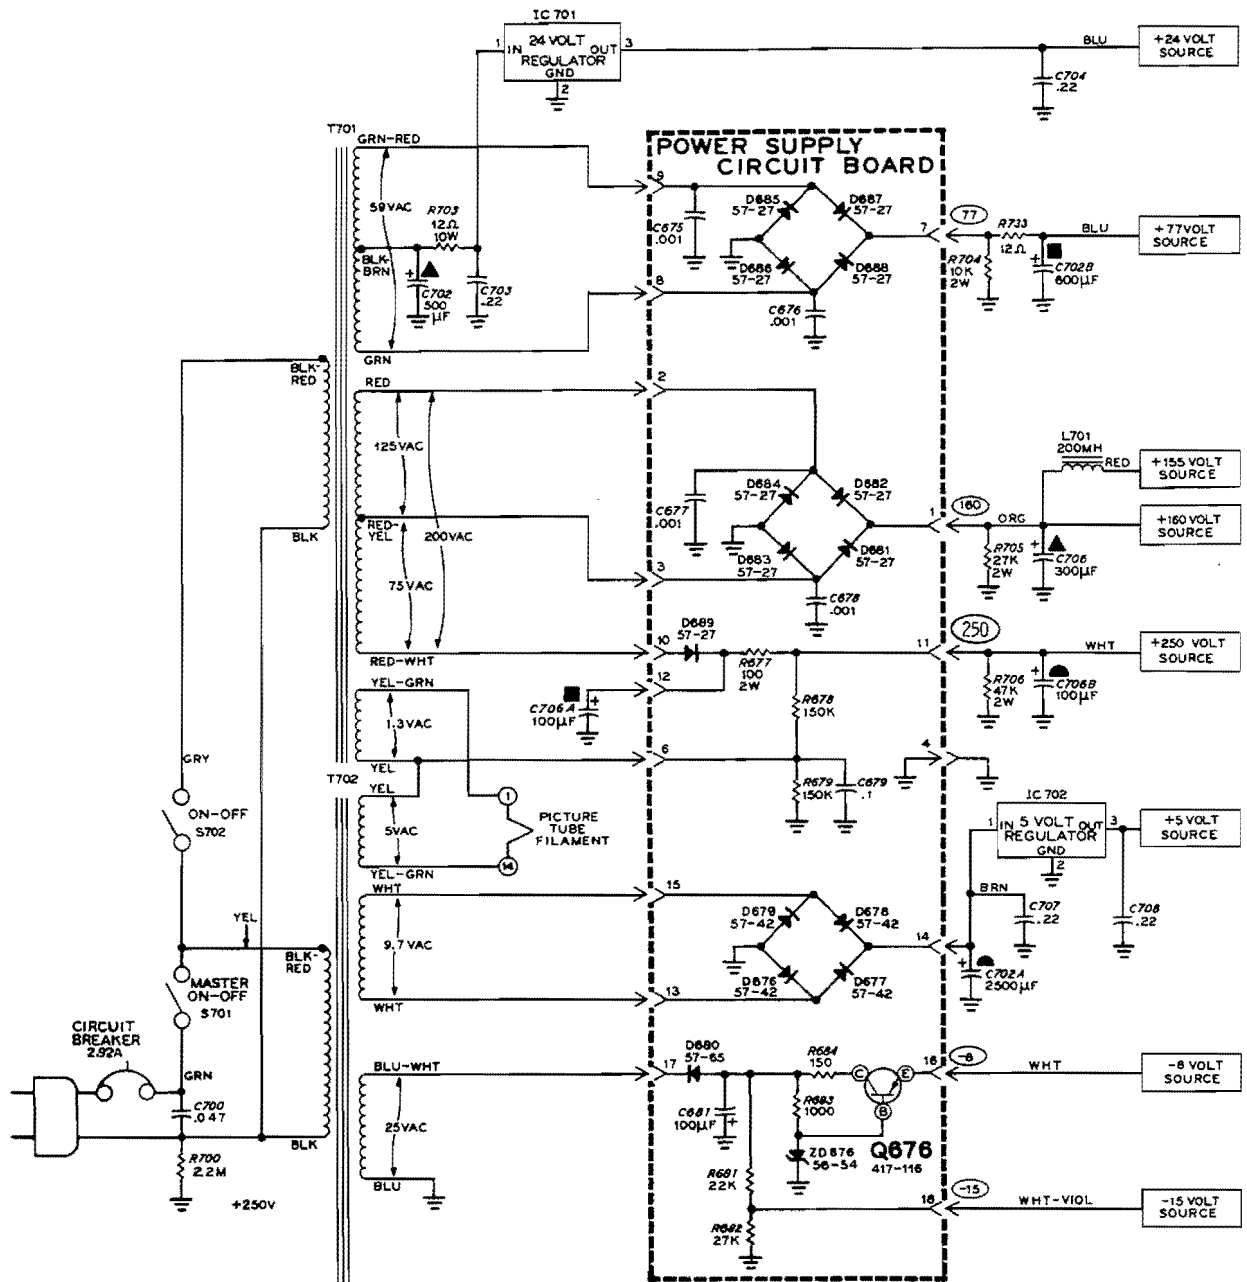 IC 701
1 IN 24 VOLT OUT 3
REGULATOR
GND
2
BLU
+24 VOLT
SOURCE
C704
.22
T701
GRN-RED
59VAC
R703
12Ω
10W
BLK-
BRN
C702
500
µF
C703
.22
GRN
POWER SUPPLY
CIRCUIT BOARD
9
C675
.001
D685
57-27
D687
57-27
D686
57-27
D688
57-27
8
C676
.001
7
77
R704
10K
2W
R733
12Ω
BLU
C702B
600µF
+77VOLT
SOURCE
BLK-
RED
BLK
RED
125VAC
RED-
YEL
200VAC
75VAC
RED-WHT
2
C677
.001
D684
57-27
D682
57-27
D683
57-27
D681
57-27
3
C678
.001
1
160
ORG
R705
27K
2W
C706
300µF
L701
200MH
RED
+155 VOLT
SOURCE
+160 VOLT
SOURCE
10
D689
57-27
R677
100
2W
12
C706A
100µF
11
250
WHT
+250 VOLT
SOURCE
R706
47K
2W
C706B
100µF
YEL-GRN
1.3VAC
YEL
6
R678
150K
R679
150K
C679
.1
4
T702
YEL
5VAC
YEL-GRN
1
14
PICTURE
TUBE
FILAMENT
GRY
ON-OFF
S702
YEL
BLK-
RED
MASTER
ON-OFF
S701
CIRCUIT
BREAKER
2.92A
GRN
C700
.047
BLK
R700
2.2M
+250V
WHT
9.7 VAC
WHT
15
D679
57-42
D678
57-42
D676
57-42
D677
57-42
13
14
IC 702
1 IN 5 VOLT OUT 3
REGULATOR
GND
2
BRN
C707
.22
C708
.22
C702A
2500µF
+5 VOLT
SOURCE
BLU-WHT
25VAC
BLU
17
D680
57-65
C681
100µF
R684
150
R683
1000
C
E
B
Q676
417-116
ZD676
56-54
R681
22K
R682
27K
16
-8
WHT
-8 VOLT
SOURCE
18
-15
WHT-VIOL
-15 VOLT
SOURCE